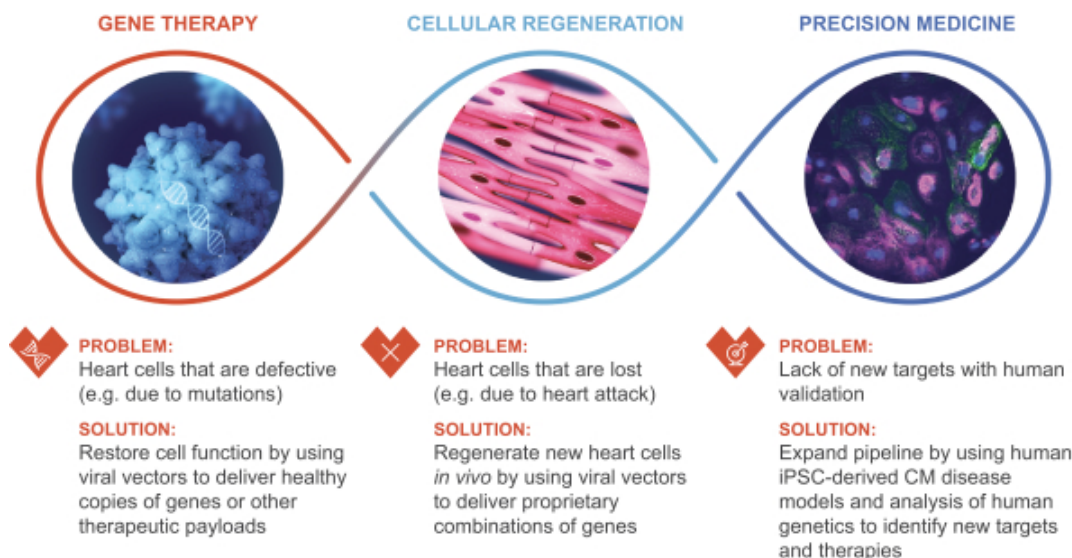 GENE THERAPY
CELLULAR REGENERATION
PRECISION MEDICINE
PROBLEM:
Heart cells that are defective
(e.g. due to mutations)
SOLUTION:
Restore cell function by using
viral vectors to deliver healthy
copies of genes or other
therapeutic payloads
PROBLEM:
Heart cells that are lost
(e.g. due to heart attack)
SOLUTION:
Regenerate new heart cells
in vivo by using viral vectors
to deliver proprietary
combinations of genes
PROBLEM:
Lack of new targets with human
validation
SOLUTION:
Expand pipeline by using human
iPSC-derived CM disease
models and analysis of human
genetics to identify new targets
and therapies